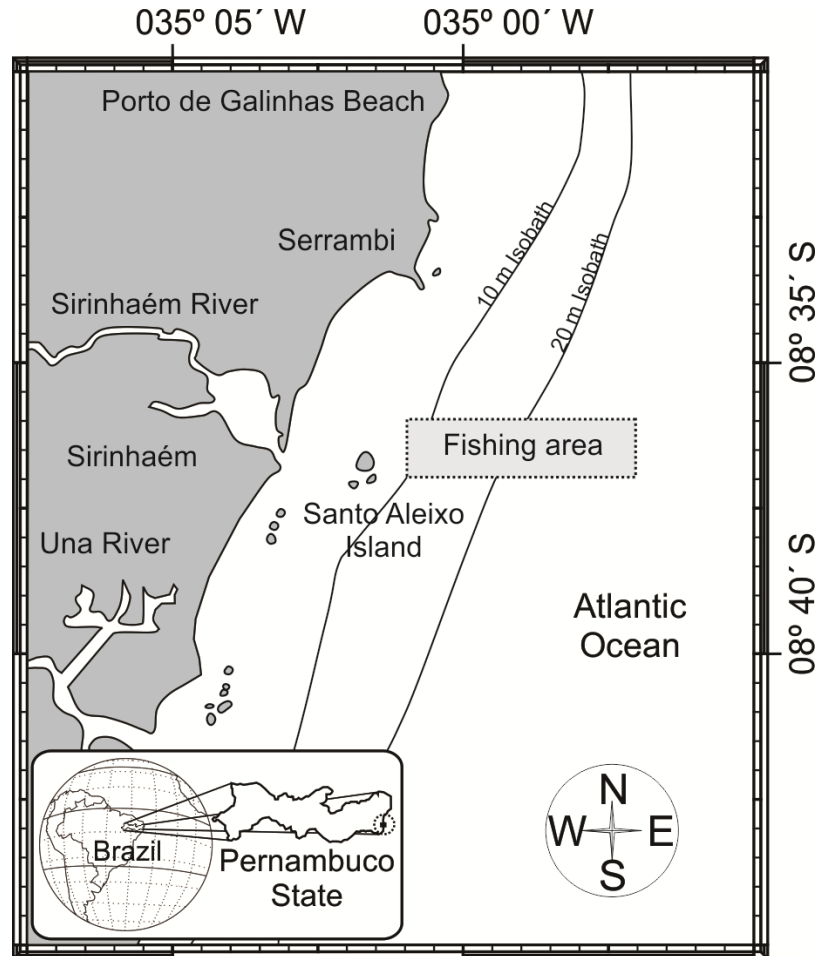 035º 05´ W
035º 00´ W
Porto de Galinhas Beach
Serrambi
10 m Isobath
20 m Isobath
08º 35´ S
Sirinhaém River
Sirinhaém
Fishing area
Santo Aleixo
Island
Una River
08º 40´ S
Atlantic
Ocean
Brazil
Pernambuco
State
N
W
E
S